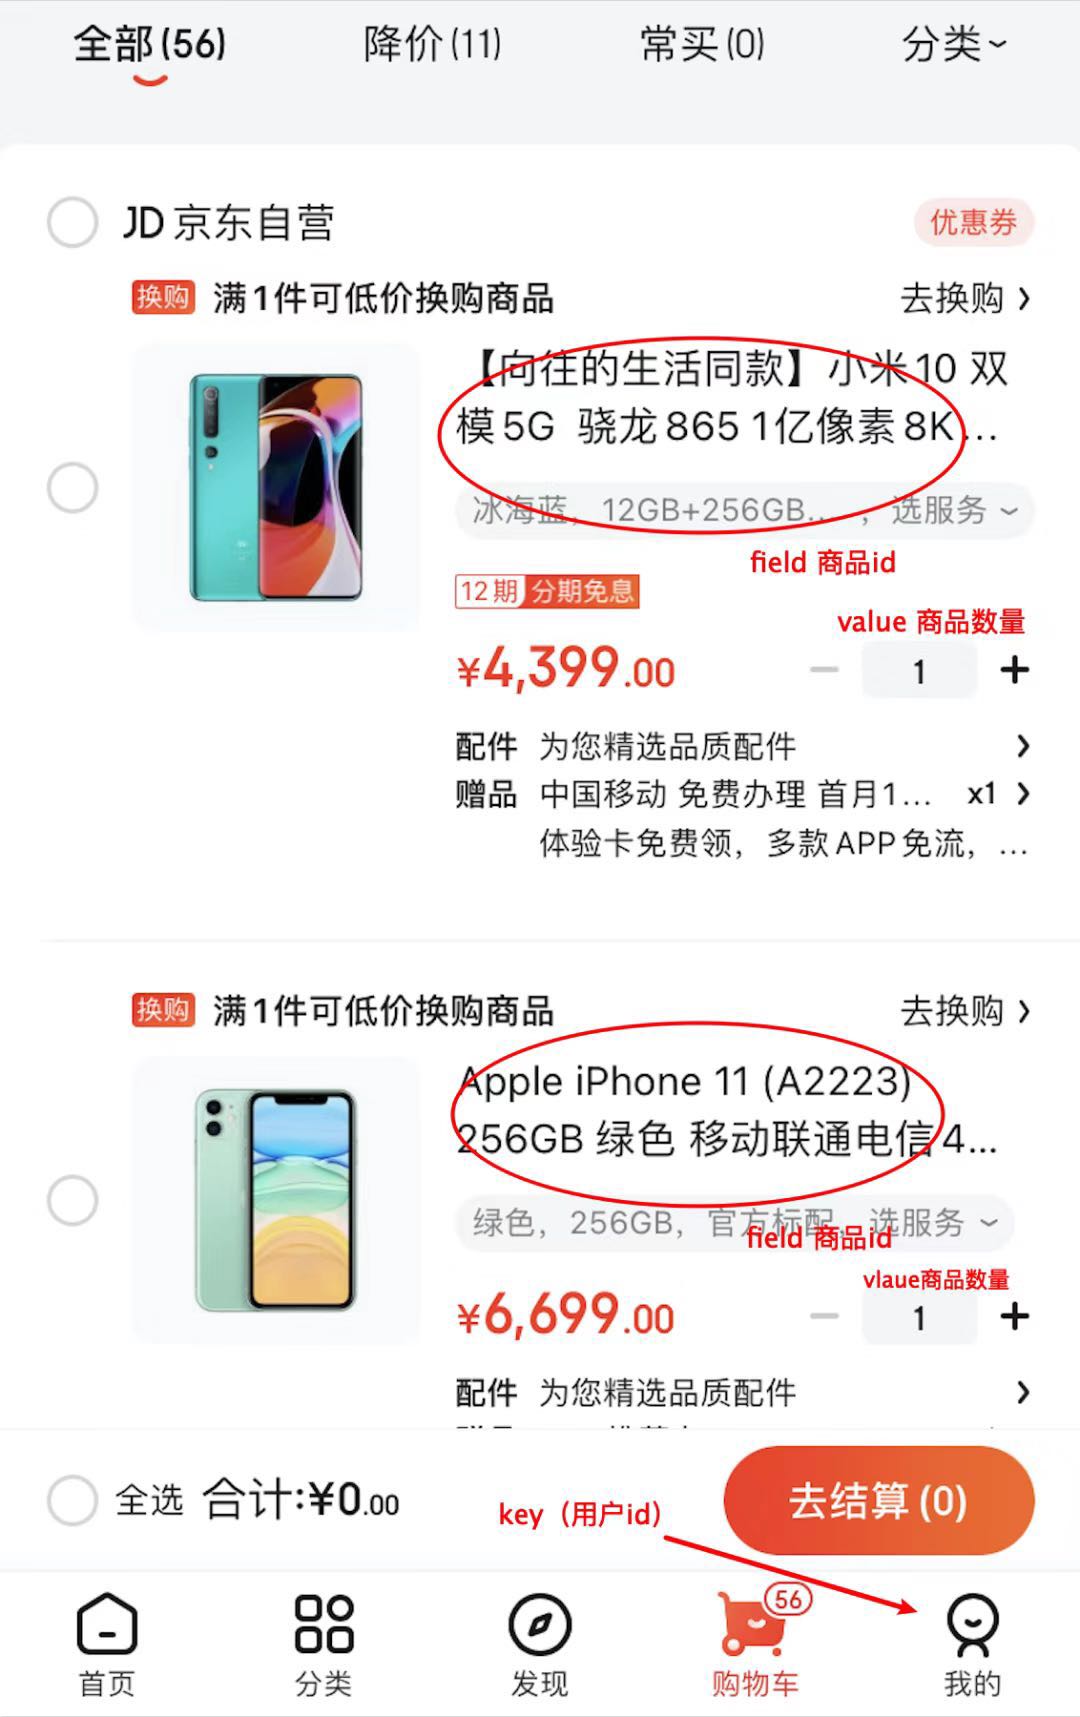 全部(56) 降价(11) 常买(0) 分类
JD 京东自营 优惠券
换购 满1件可低价换购商品 去换购
【向往的生活同款】小米10 双
模5G 骁龙865 1亿像素8K...
冰海蓝，12GB+256GB...，选服务
field 商品id
12期 分期免息
value 商品数量
¥4,399.00 1
配件 为您精选品质配件
赠品 中国移动 免费办理 首月1... x1
体验卡免费领，多款APP免流，...
换购 满1件可低价换购商品 去换购
Apple iPhone 11 (A2223)
256GB 绿色 移动联通电信4...
绿色，256GB，官方标配，选服务
field 商品id
vlaue商品数量
¥6,699.00 1
配件 为您精选品质配件
全选 合计:¥0.00 去结算(0)
key（用户id）
56
首页 分类 发现 购物车 我的